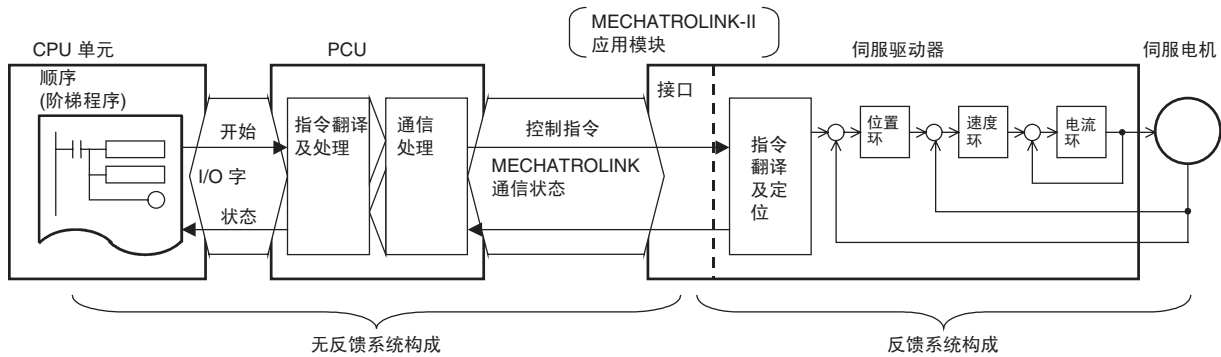 MECHATROLINK-II
应用模块
CPU 单元
PCU
伺服驱动器
伺服电机
顺序
(阶梯程序)
接口
开始
I/O 字
状态
指令翻译
及处理
通信
处理
控制指令
MECHATROLINK
通信状态
指令
翻译
及定
位
位置
环
速度
环
电流
环
无反馈系统构成
反馈系统构成